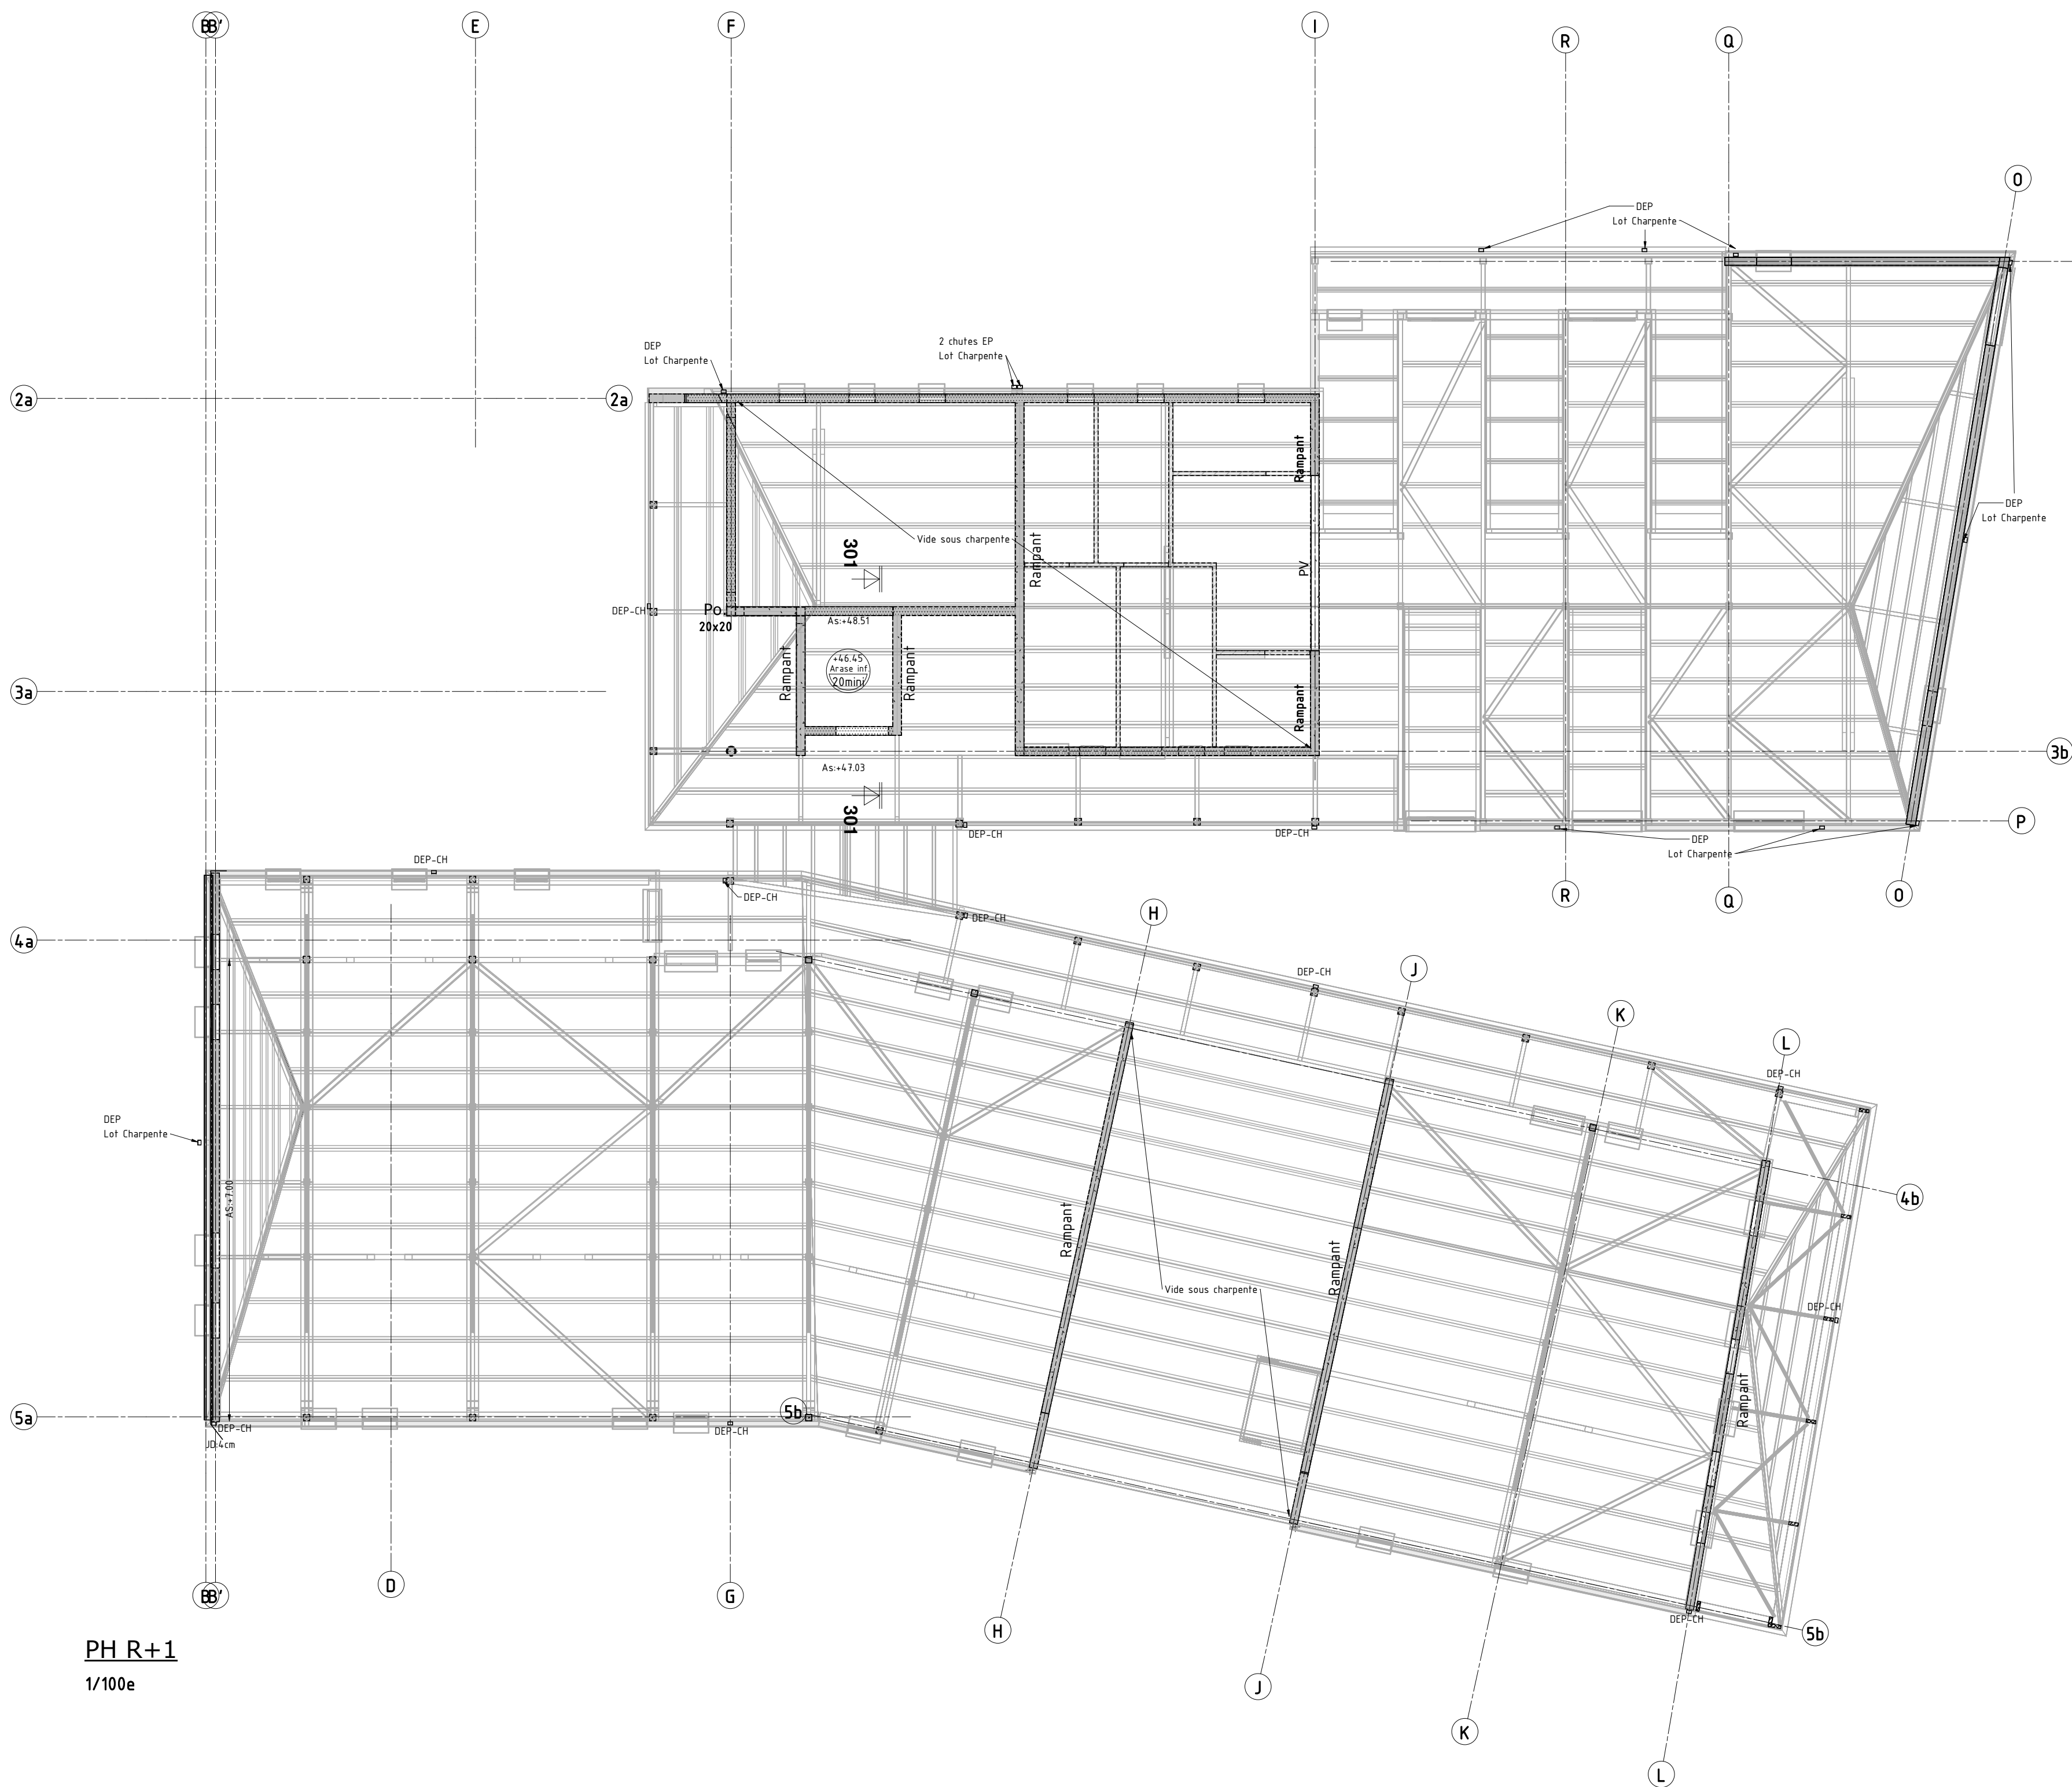 B
B'
E
F
I
R
Q
O
DEP
Lot Charpente
DEP
Lot Charpente
2 chutes EP
Lot Charpente
2a
2a
Rampant
DEP
Lot Charpente
Vide sous charpente
301
Rampant
PV
DEP-CH
Po.
20x20
As:+48.51
Rampant
+46.45
Arase inf
20mini
Rampant
3a
Rampant
3b
As:+47.03
301
DEP-CH
DEP-CH
P
DEP
Lot Charpente
DEP-CH
R
Q
O
DEP-CH
DEP-CH
H
4a
J
DEP-CH
K
L
DEP-CH
DEP
Lot Charpente
AS:+7.00
4b
Rampant
Rampant
Vide sous charpente
DEP-CH
Rampant
5a
5b
DEP-CH
DEP-CH
JD:4cm
B
B'
D
G
H
DEP-CH
5b
J
K
L
PH R+1
1/100e